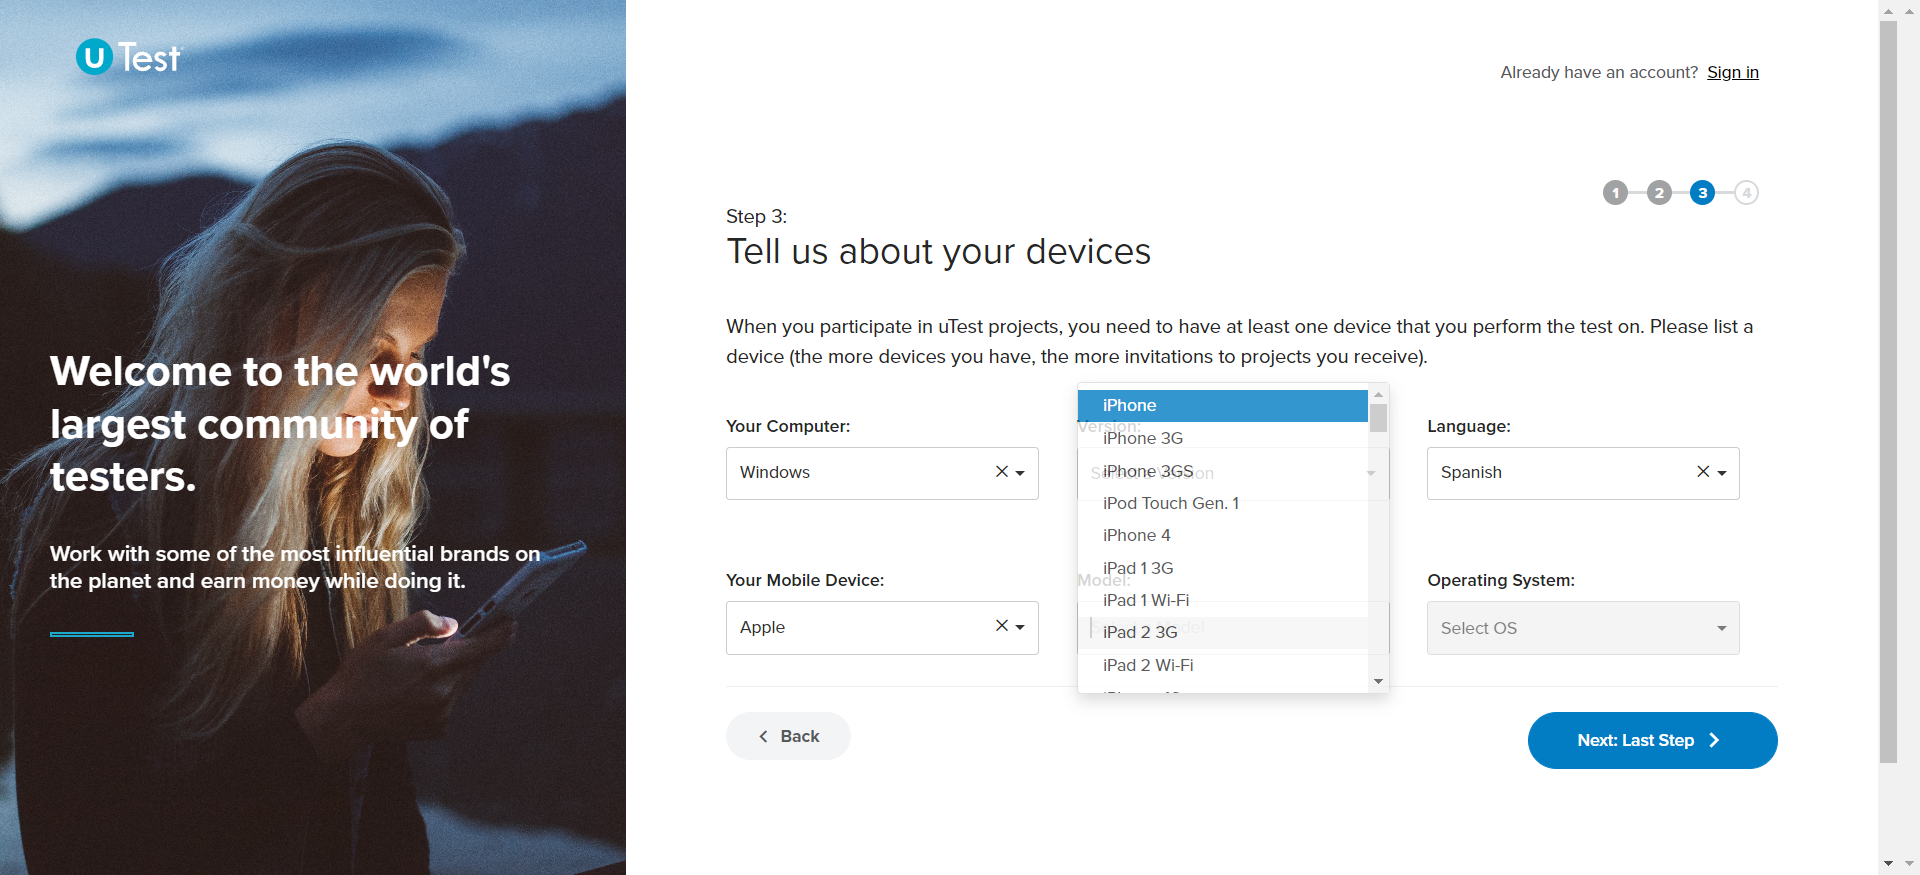 uTest
Welcome to the world's
largest community of
testers.
Work with some of the most influential brands on
the planet and earn money while doing it.
Already have an account? Sign in
1 2 3 4
Step 3:
Tell us about your devices
When you participate in uTest projects, you need to have at least one device that you perform the test on. Please list a
device (the more devices you have, the more invitations to projects you receive).
Your Computer:
Windows
Version:
Select a Version
Language:
Spanish
Your Mobile Device:
Apple
Model:
iPhone
iPhone 3G
iPhone 3GS
iPod Touch Gen. 1
iPhone 4
iPad 1 3G
iPad 1 Wi-Fi
iPad 2 3G
iPad 2 Wi-Fi
Operating System:
Select OS
Back
Next: Last Step